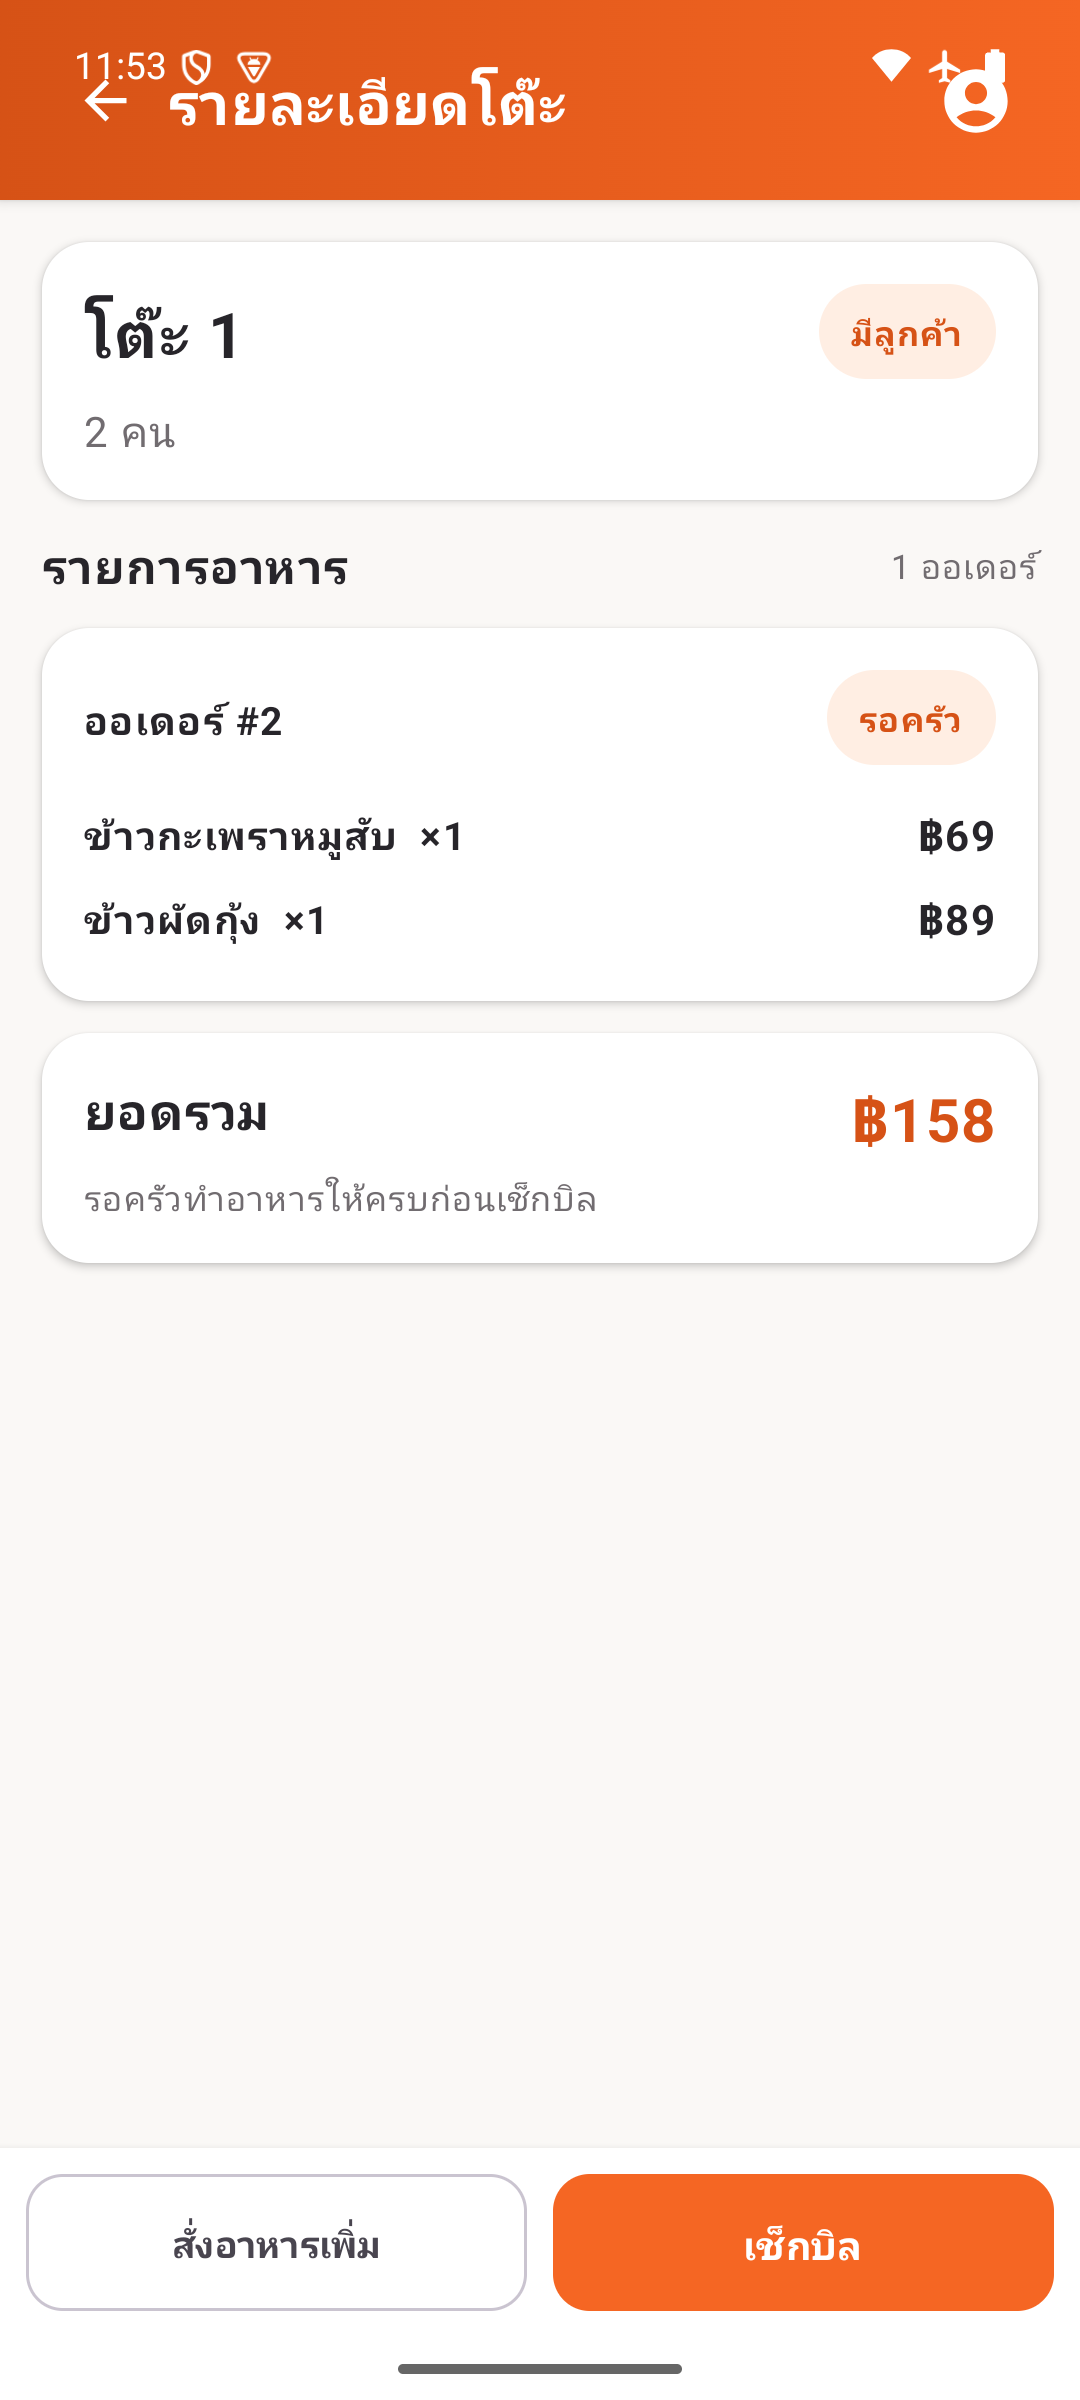 11:53
รายละเอียดโต๊ะ
โต๊ะ 1
มีลูกค้า
2 คน
รายการอาหาร
1 ออเดอร์
ออเดอร์ #2
รอครัว
ข้าวกะเพราหมูสับ ×1
฿69
ข้าวผัดกุ้ง ×1
฿89
ยอดรวม
฿158
รอครัวทำอาหารให้ครบก่อนเช็กบิล
สั่งอาหารเพิ่ม
เช็กบิล